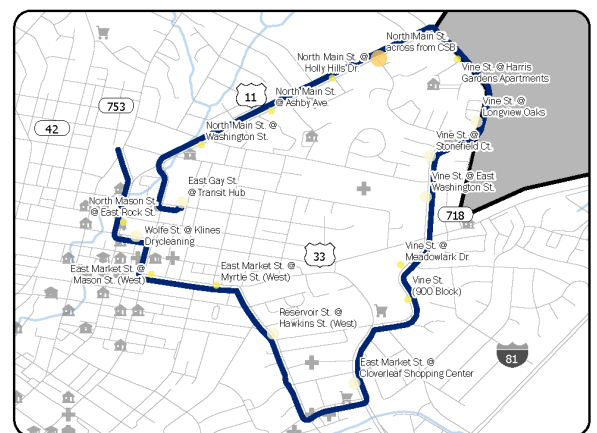 North Main St.
across from CSB
North Main St. @
Holly Hills Dr.
Vine St. @ Harris
Gardens Apartments
North Main St.
@ Ashby Ave.
11
753
42
Vine St. @
Longview Oaks
North Main St. @
Washington St.
Vine St. @
Stonefield Ct.
East Gay St.
@ Transit Hub
Vine St. @ East
Washington St.
North Mason St.
@ East Rock St.
718
Wolfe St. @ Klines
Drycleaning
33
Vine St. @
Meadowlark Dr.
East Market St. @
Mason St. (West)
East Market St. @
Myrtle St. (West)
Vine St.
(900 Block)
Reservoir St. @
Hawkins St. (West)
81
East Market St. @
Cloverleaf Shopping Center